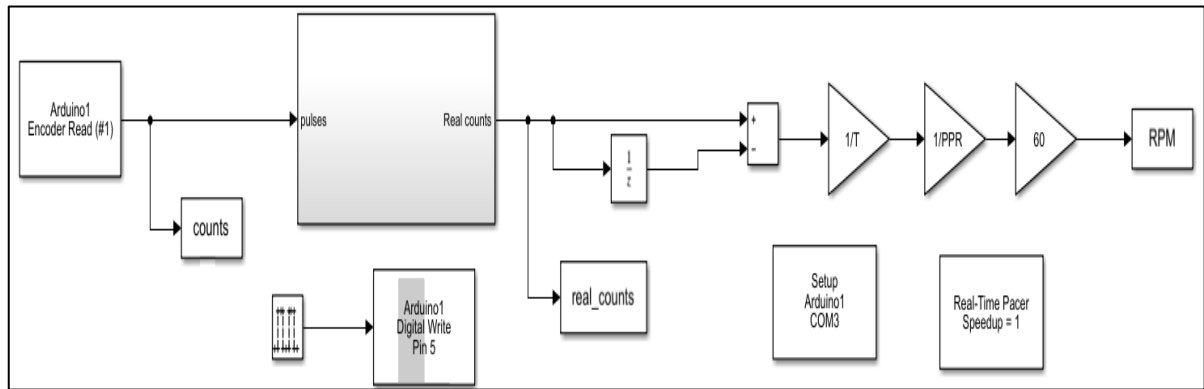 Arduino1
Encoder Read (#1)
pulses
Real counts
+
−
1/T
1/PPR
60
RPM
counts
Arduino1
Digital Write
Pin 5
real_counts
Setup
Arduino1
COM3
Real-Time Pacer
Speedup = 1